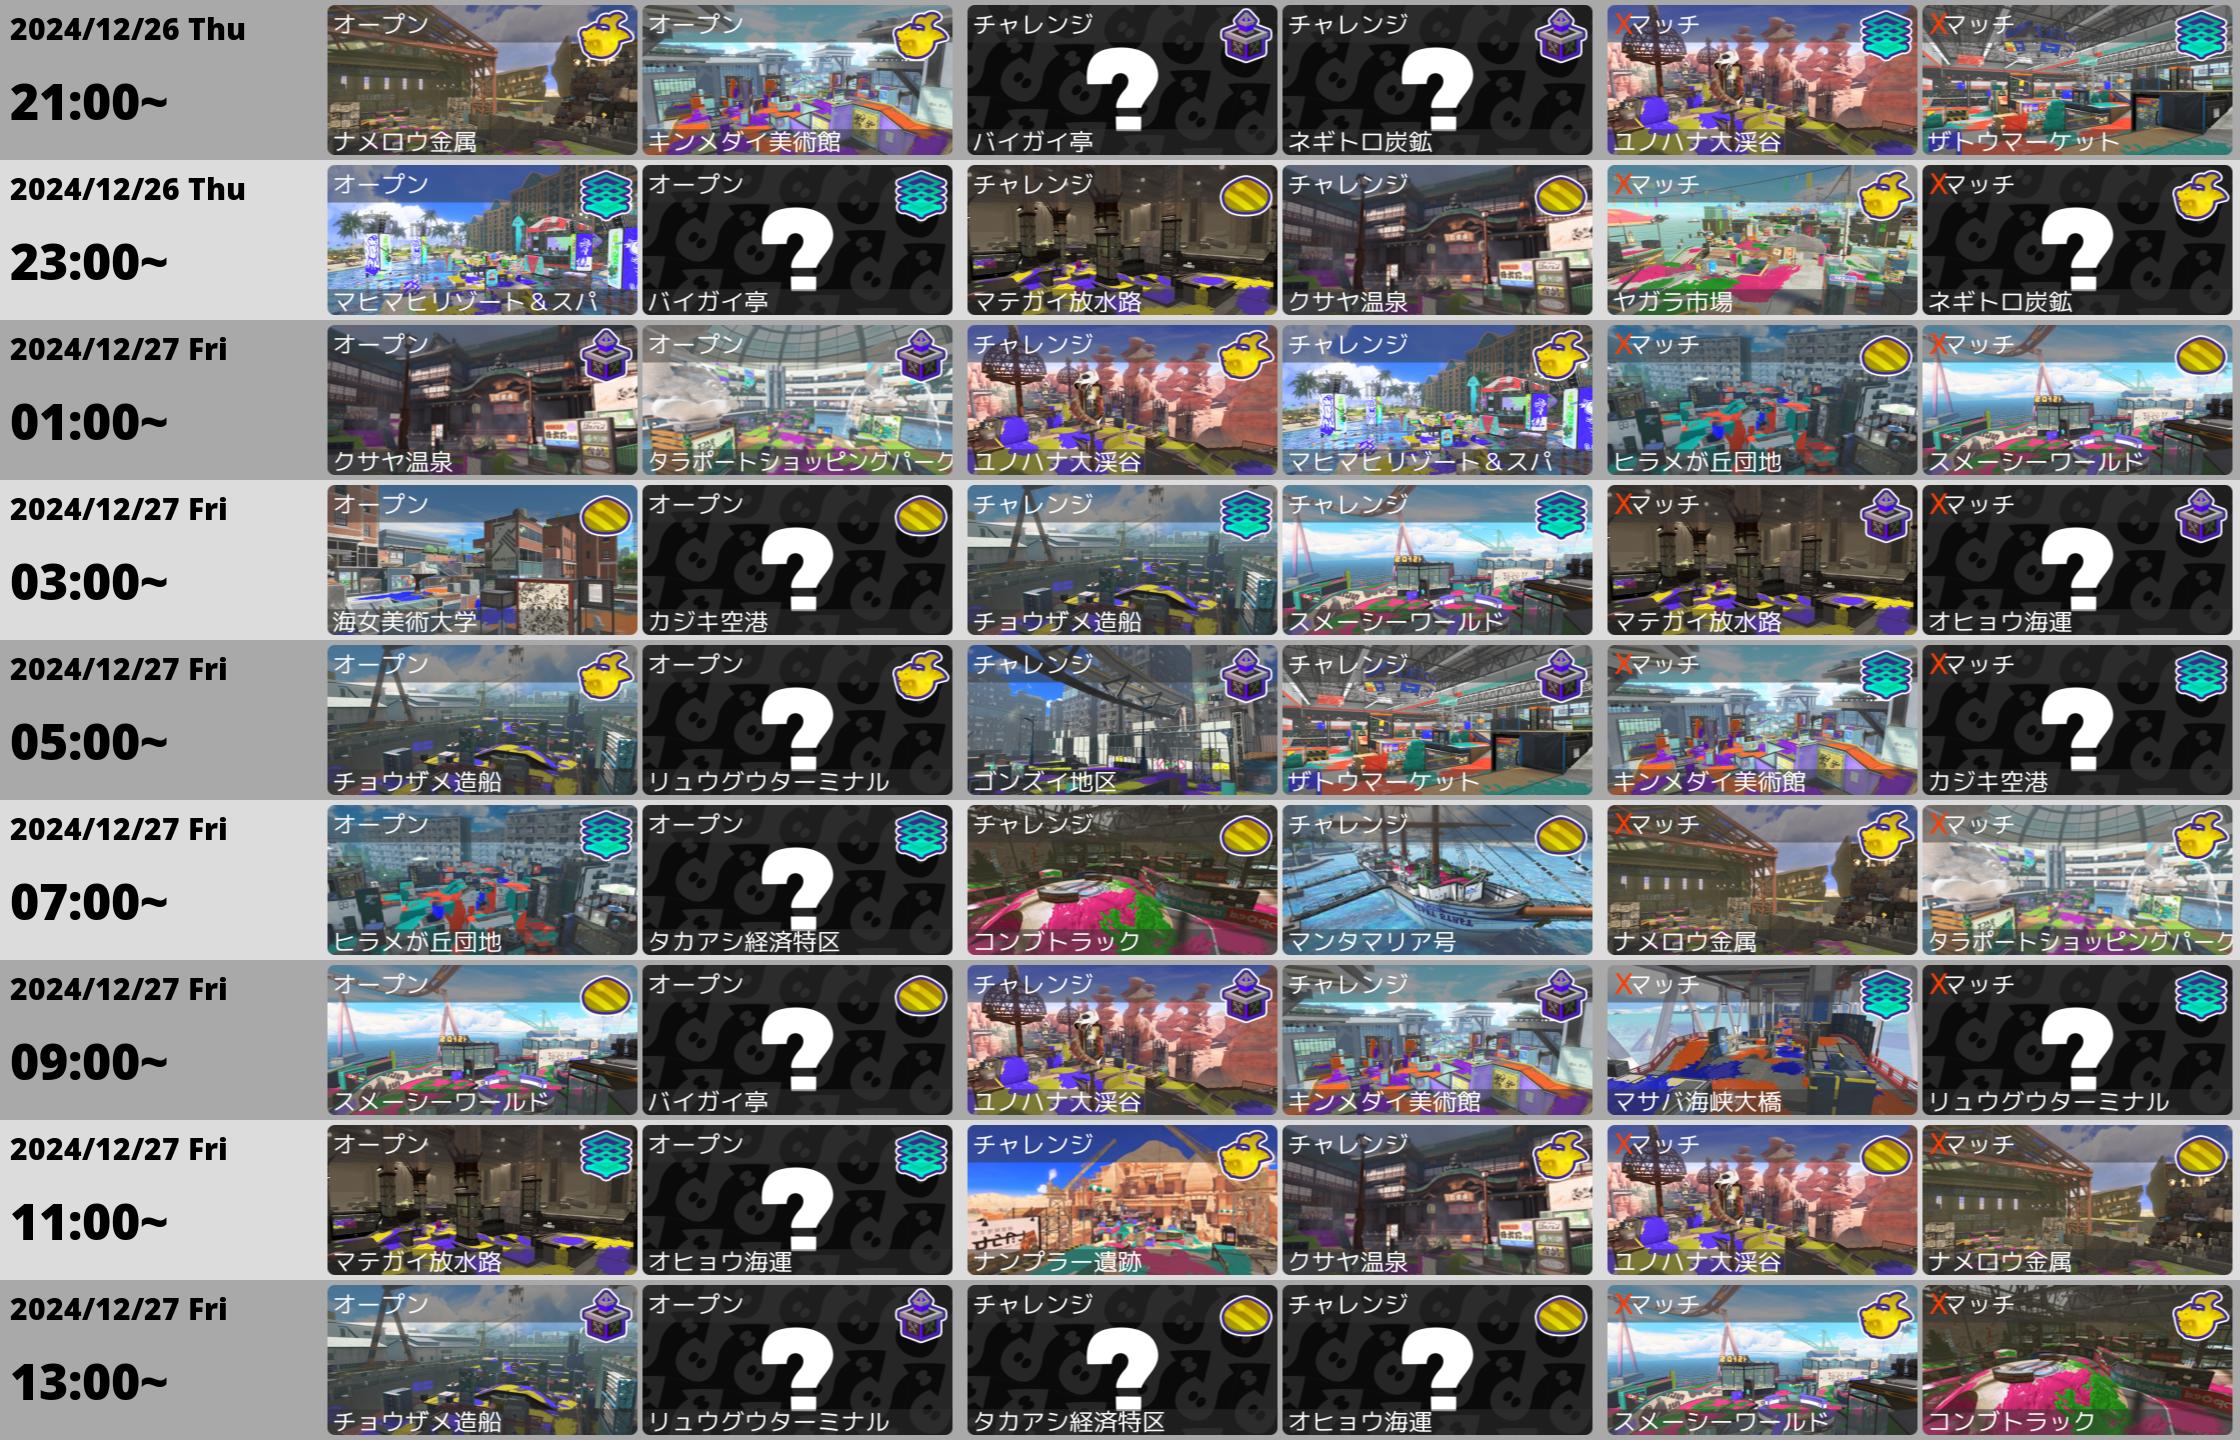 2024/12/26 Thu
21:00~
オープン
ナメロウ金属
オープン
キンメダイ美術館
チャレンジ
バイガイ亭
チャレンジ
ネギトロ炭鉱
Xマッチ
ユノハナ大渓谷
Xマッチ
ザトウマーケット
2024/12/26 Thu
23:00~
オープン
マヒマヒリゾート&スパ
オープン
バイガイ亭
チャレンジ
マテガイ放水路
チャレンジ
クサヤ温泉
Xマッチ
ヤガラ市場
Xマッチ
ネギトロ炭鉱
2024/12/27 Fri
01:00~
オープン
クサヤ温泉
オープン
タラポートショッピングパーク
チャレンジ
ユノハナ大渓谷
チャレンジ
マヒマヒリゾート&スパ
Xマッチ
ヒラメが丘団地
Xマッチ
スメーシーワールド
2024/12/27 Fri
03:00~
オープン
海女美術大学
オープン
カジキ空港
チャレンジ
チョウザメ造船
チャレンジ
スメーシーワールド
Xマッチ
マテガイ放水路
Xマッチ
オヒョウ海運
2024/12/27 Fri
05:00~
オープン
チョウザメ造船
オープン
リュウグウターミナル
チャレンジ
ゴンズイ地区
チャレンジ
ザトウマーケット
Xマッチ
キンメダイ美術館
Xマッチ
カジキ空港
2024/12/27 Fri
07:00~
オープン
ヒラメが丘団地
オープン
タカアシ経済特区
チャレンジ
コンブトラック
チャレンジ
マンタマリア号
Xマッチ
ナメロウ金属
Xマッチ
タラポートショッピングパーク
2024/12/27 Fri
09:00~
オープン
スメーシーワールド
オープン
バイガイ亭
チャレンジ
ユノハナ大渓谷
チャレンジ
キンメダイ美術館
Xマッチ
マサバ海峡大橋
Xマッチ
リュウグウターミナル
2024/12/27 Fri
11:00~
オープン
マテガイ放水路
オープン
オヒョウ海運
チャレンジ
ナンプラー遺跡
チャレンジ
クサヤ温泉
Xマッチ
ユノハナ大渓谷
Xマッチ
ナメロウ金属
2024/12/27 Fri
13:00~
オープン
チョウザメ造船
オープン
リュウグウターミナル
チャレンジ
タカアシ経済特区
チャレンジ
オヒョウ海運
Xマッチ
スメーシーワールド
Xマッチ
コンブトラック